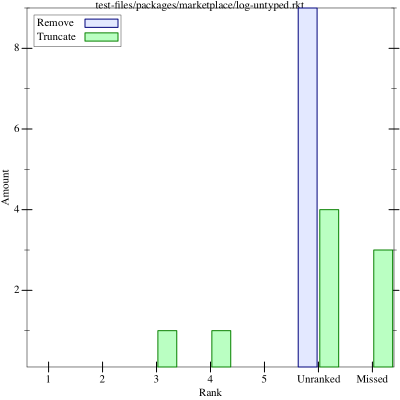 test-files/packages/marketplace/log-untyped.rkt
Remove
Truncate
8
6
4
2
Amount
1 2 3 4 5 Unranked Missed
Rank